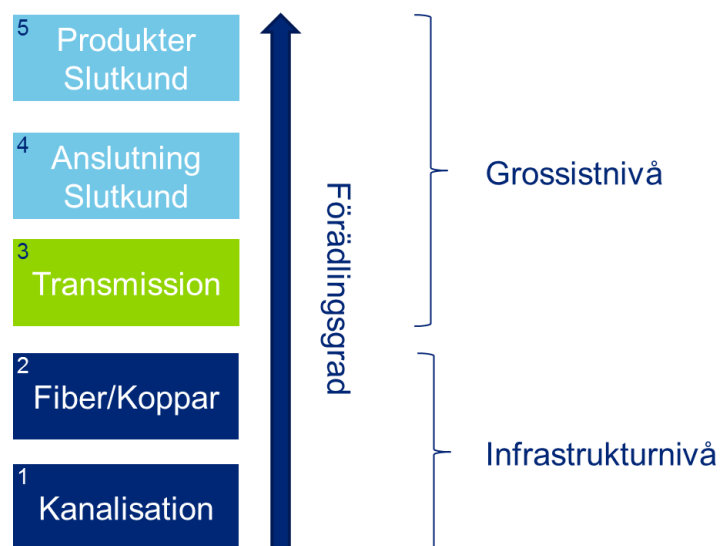 5
Produkter
Slutkund
4
Anslutning
Slutkund
3
Transmission
2
Fiber/Koppar
1
Kanalisation
Förädlingsgrad
Grossistnivå
Infrastrukturnivå